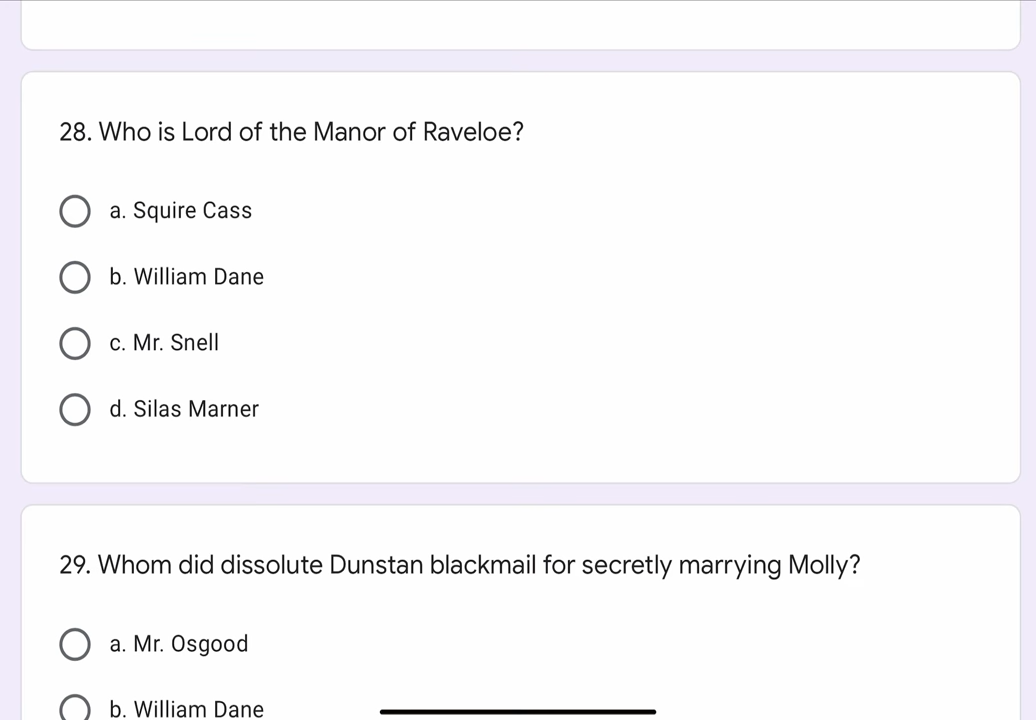 28. Who is Lord of the Manor of Raveloe?
a. Squire Cass
b. William Dane
c. Mr. Snell
d. Silas Marner
29. Whom did dissolute Dunstan blackmail for secretly marrying Molly?
a. Mr. Osgood
b. William Dane